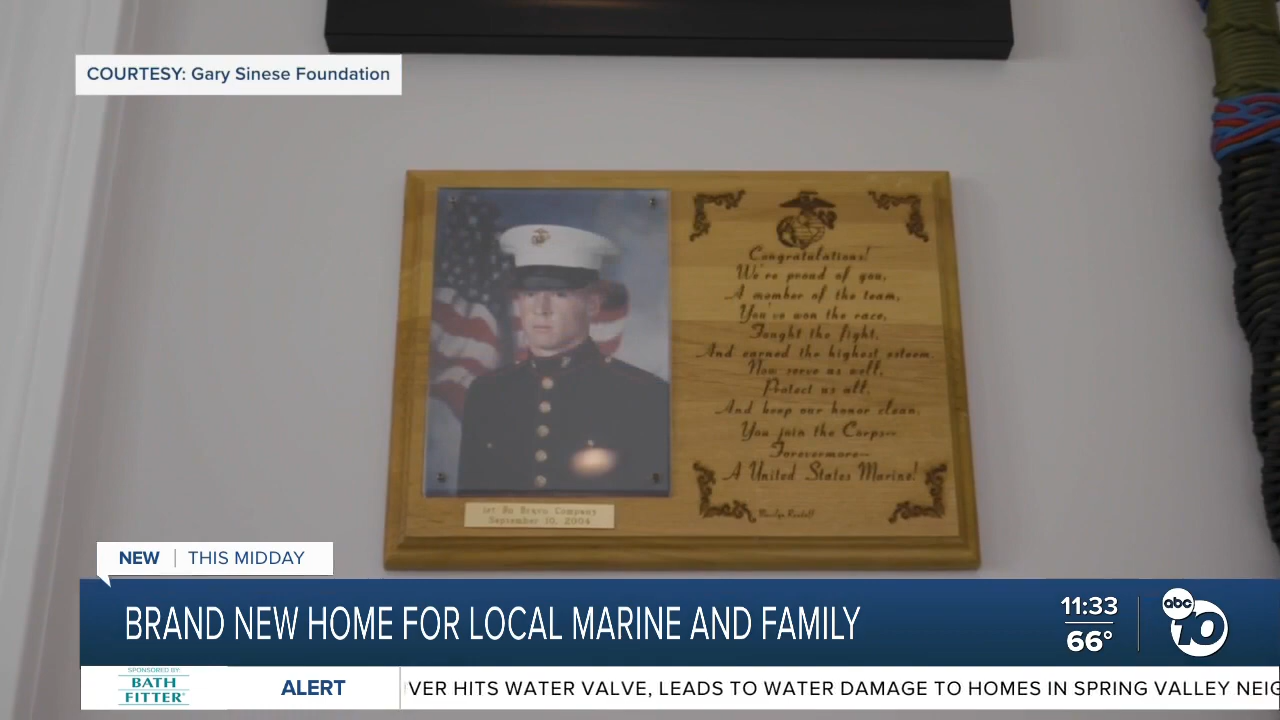 COURTESY: Gary Sinese Foundation
Congratulations!
We're proud of you,
A member of the team,
You've won the race,
Fought the fight,
And earned the highest esteem.
Now serve us well,
Protect us all,
And keep our honor clean.
You join the Corps--
Forevermore--
A United States Marine!
1st Bn Bravo Company
September 10, 2004
NEW | THIS MIDDAY
BRAND NEW HOME FOR LOCAL MARINE AND FAMILY
11:33
66°
abc
10
SPONSORED BY:
BATH
FITTER®
ALERT
VER HITS WATER VALVE, LEADS TO WATER DAMAGE TO HOMES IN SPRING VALLEY NEIG